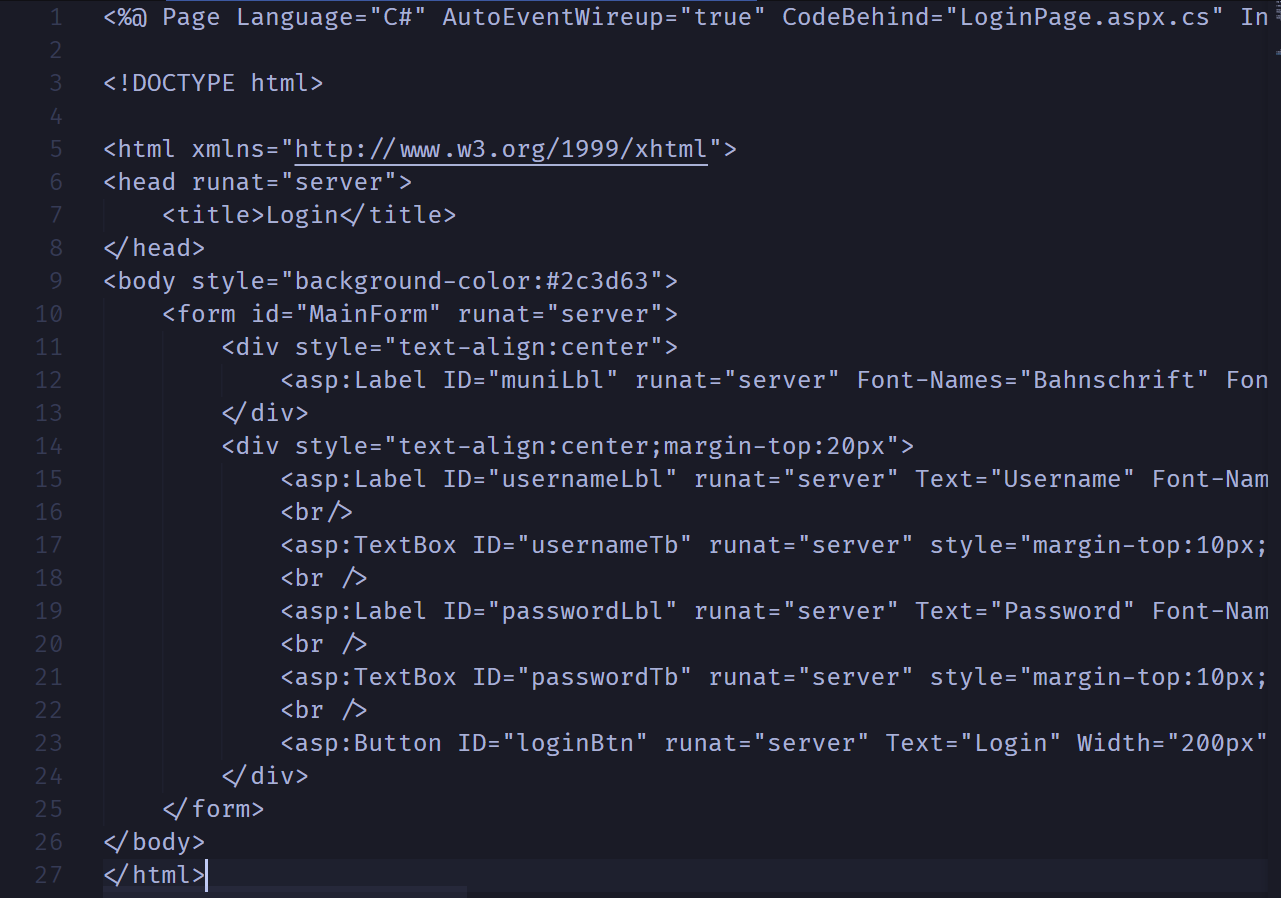 1 <%@ Page Language="C#" AutoEventWireup="true" CodeBehind="LoginPage.aspx.cs" In
2
3 <!DOCTYPE html>
4
5 <html xmlns="http://www.w3.org/1999/xhtml">
6 <head runat="server">
7     <title>Login</title>
8 </head>
9 <body style="background-color:#2c3d63">
10     <form id="MainForm" runat="server">
11         <div style="text-align:center">
12             <asp:Label ID="muniLbl" runat="server" Font-Names="Bahnschrift" Fon
13         </div>
14         <div style="text-align:center;margin-top:20px">
15             <asp:Label ID="usernameLbl" runat="server" Text="Username" Font-Nam
16             <br/>
17             <asp:TextBox ID="usernameTb" runat="server" style="margin-top:10px;
18             <br />
19             <asp:Label ID="passwordLbl" runat="server" Text="Password" Font-Nam
20             <br />
21             <asp:TextBox ID="passwordTb" runat="server" style="margin-top:10px;
22             <br />
23             <asp:Button ID="loginBtn" runat="server" Text="Login" Width="200px"
24         </div>
25     </form>
26 </body>
27 </html>